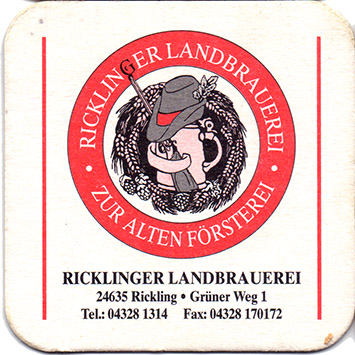 RICKLINGER LANDBRAUEREI
ZUR ALTEN FÖRSTEREI
RICKLINGER LANDBRAUEREI
24635 Rickling • Grüner Weg 1
Tel.: 04328 1314 Fax: 04328 170172